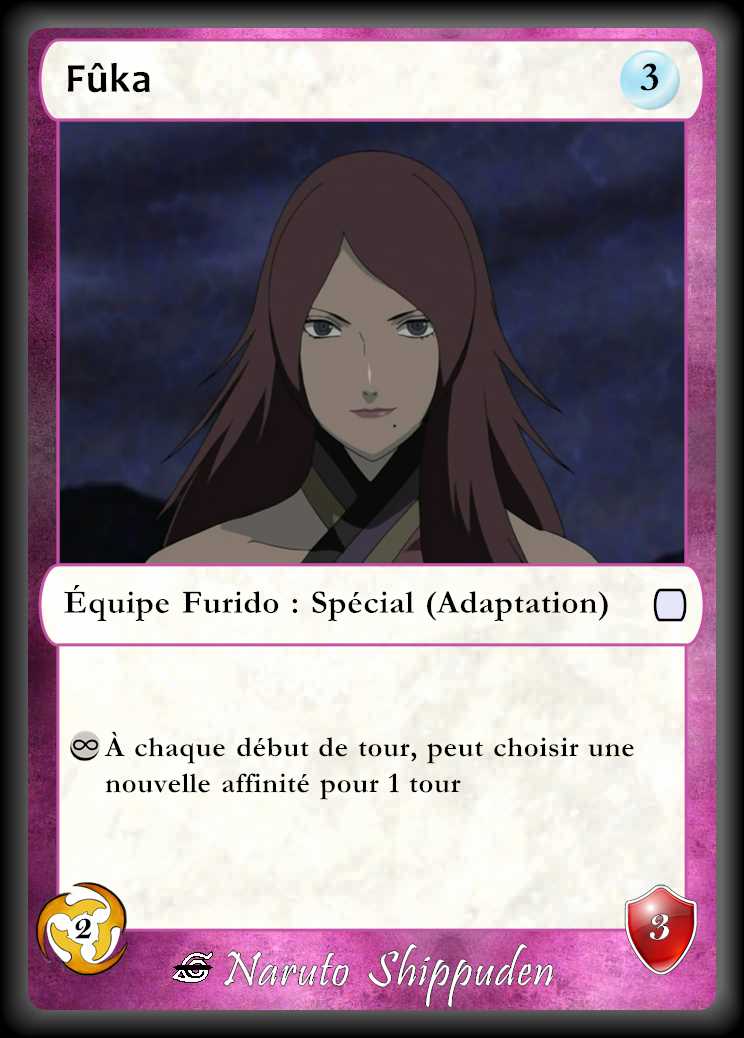 Fûka
3
Équipe Furido : Spécial (Adaptation)
∞ À chaque début de tour, peut choisir une
nouvelle affinité pour 1 tour
2
3
Naruto Shippuden